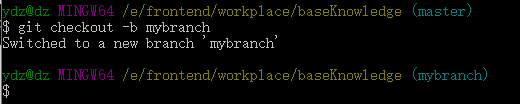 ydz@dz MINGW64 /e/frontend/workplace/baseKnowledge (master)
$ git checkout -b mybranch
Switched to a new branch 'mybranch'
ydz@dz MINGW64 /e/frontend/workplace/baseKnowledge (mybranch)
$